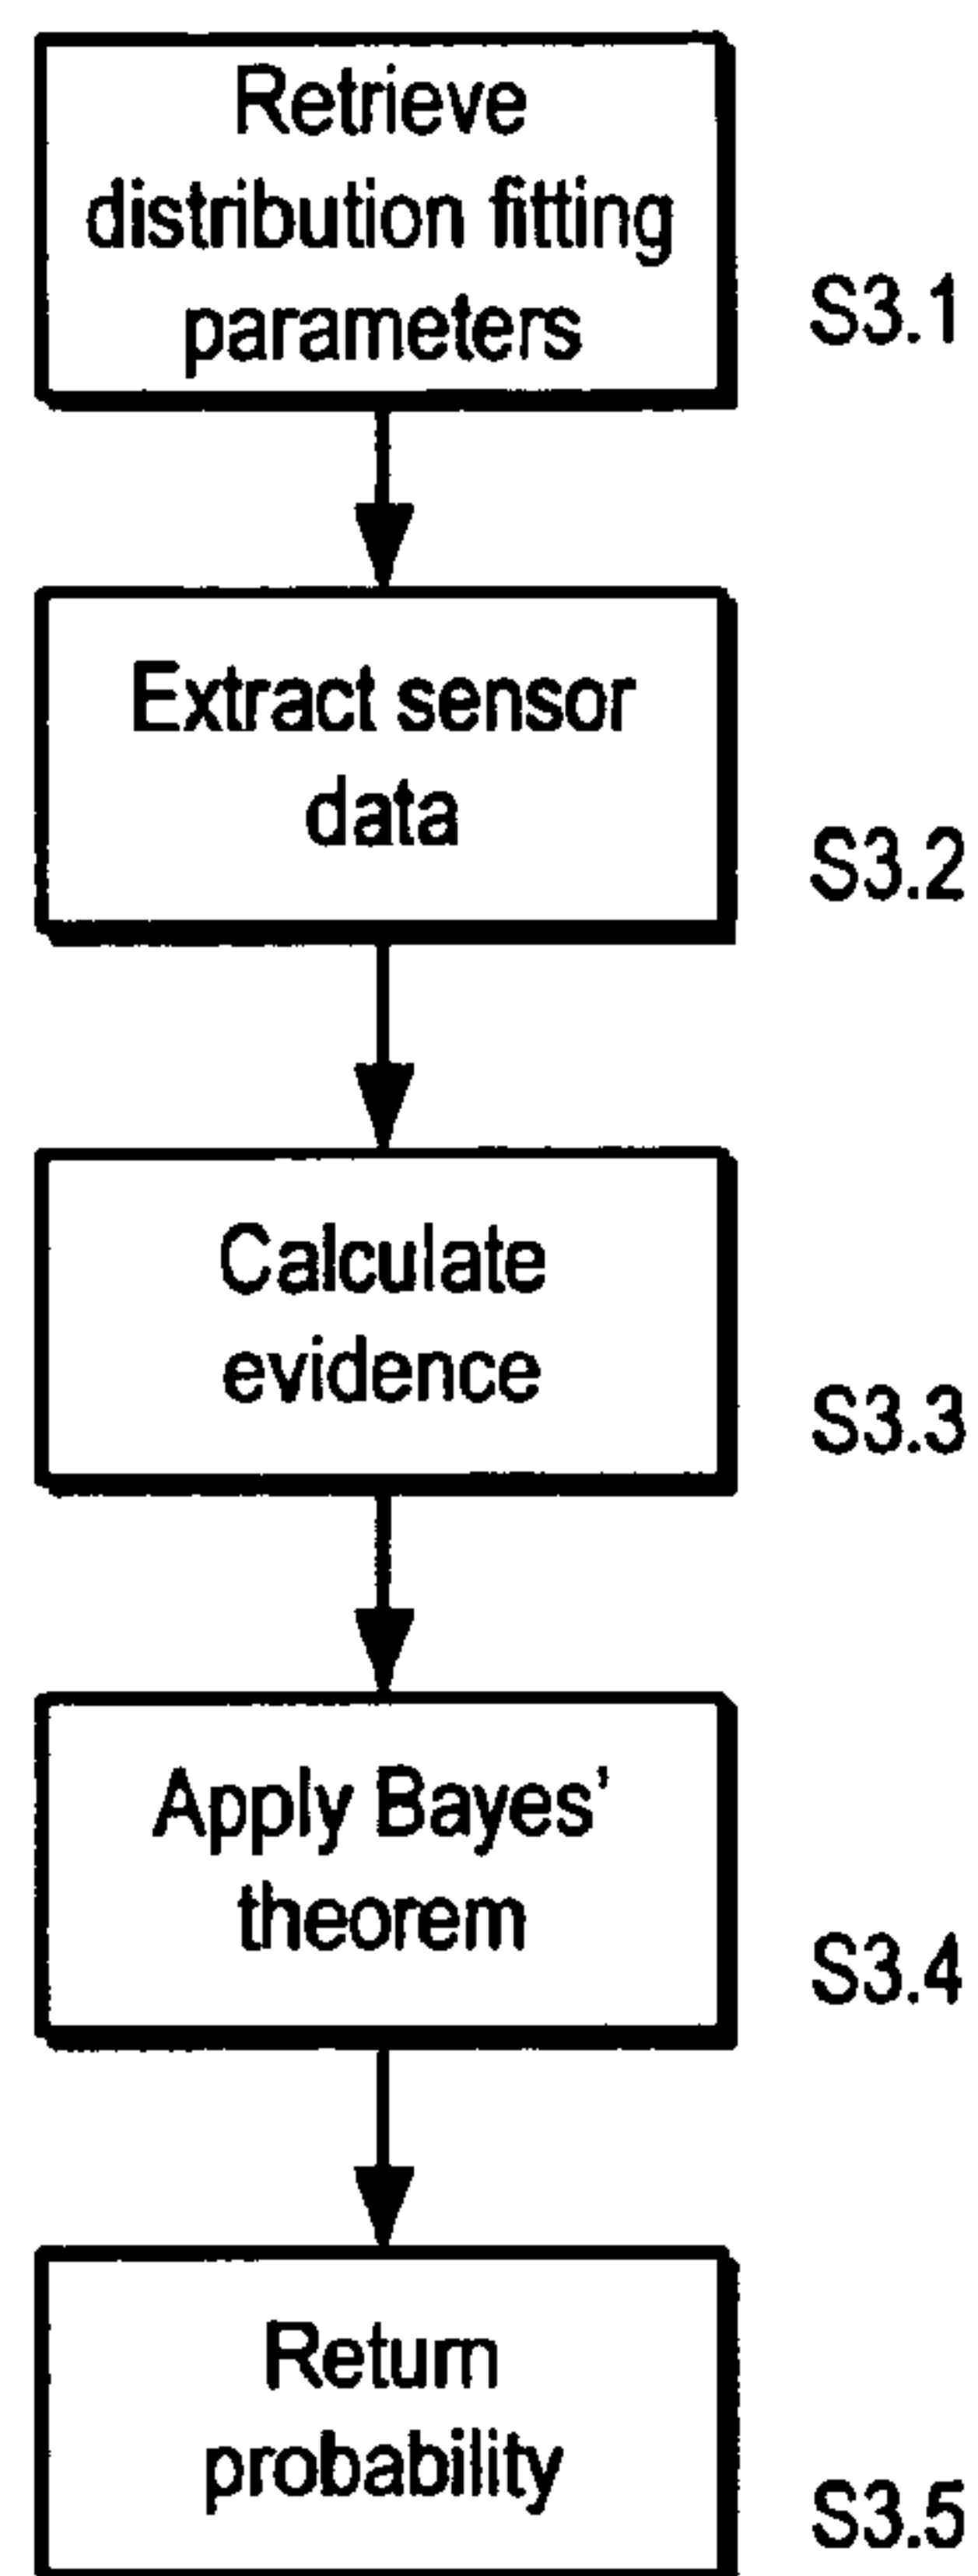 Retrieve
distribution fitting
parameters
S3.1
Extract sensor
data
S3.2
Calculate
evidence
S3.3
Apply Bayes'
theorem
S3.4
Return
probability
S3.5